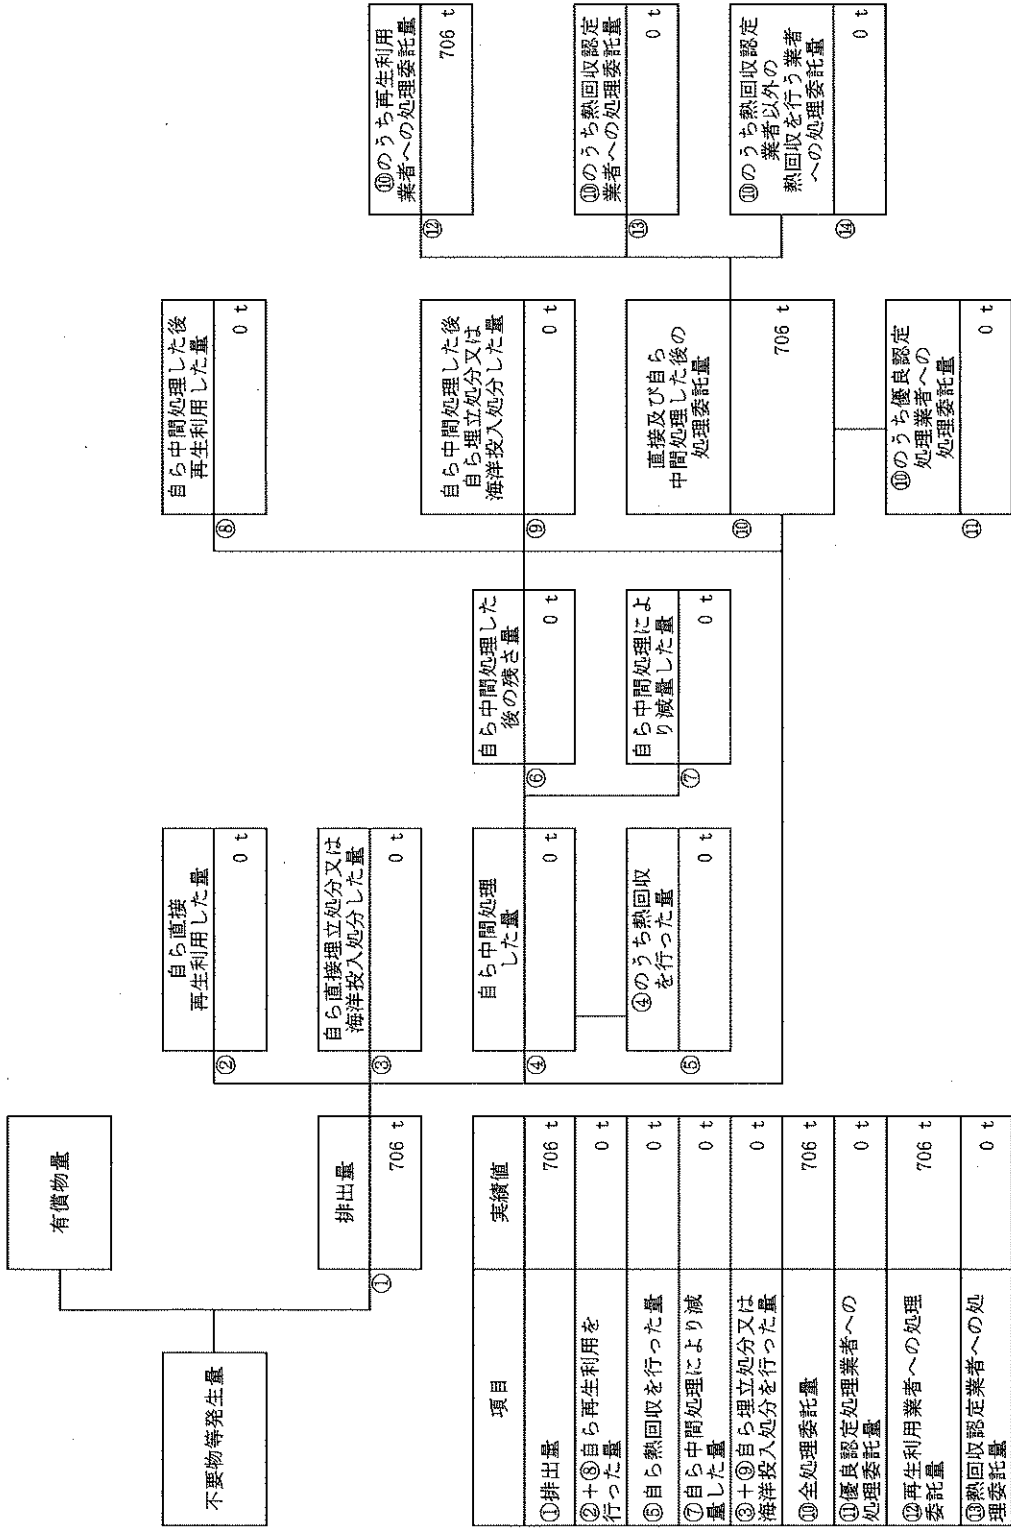 不要物等発生量
有償物量
排出量
①
706 t
自ら直接
再生利用した量
②
0 t
自ら直接埋立処分又は
海洋投入処分した量
③
0 t
自ら中間処理
した量
④
0 t
④のうち熱回収
を行った量
⑤
0 t
自ら中間処理した
後の残さ量
⑥
0 t
自ら中間処理によ
り減量した量
⑦
0 t
自ら中間処理した後
再生利用した量
⑧
0 t
自ら中間処理した後
自ら埋立処分又は
海洋投入処分した量
⑨
0 t
直接及び自ら
中間処理した後の
処理委託量
⑩
706 t
⑩のうち優良認定
処理業者への
処理委託量
⑪
0 t
⑩のうち再生利用
業者への処理委託量
⑫
706 t
⑩のうち熱回収認定
業者への処理委託量
⑬
0 t
⑩のうち熱回収認定
業者以外の
熱回収を行う業者
への処理委託量
⑭
0 t
項目 実績値
①排出量 706 t
②+⑧自ら再生利用を
行った量 0 t
⑤自ら熱回収を行った量 0 t
⑦自ら中間処理により減
量した量 0 t
③+⑨自ら埋立処分又は
海洋投入処分を行った量 0 t
⑩全処理委託量 706 t
⑪優良認定処理業者への
処理委託量 0 t
⑫再生利用業者への処理
委託量 706 t
⑬熱回収認定業者への処
理委託量 0 t